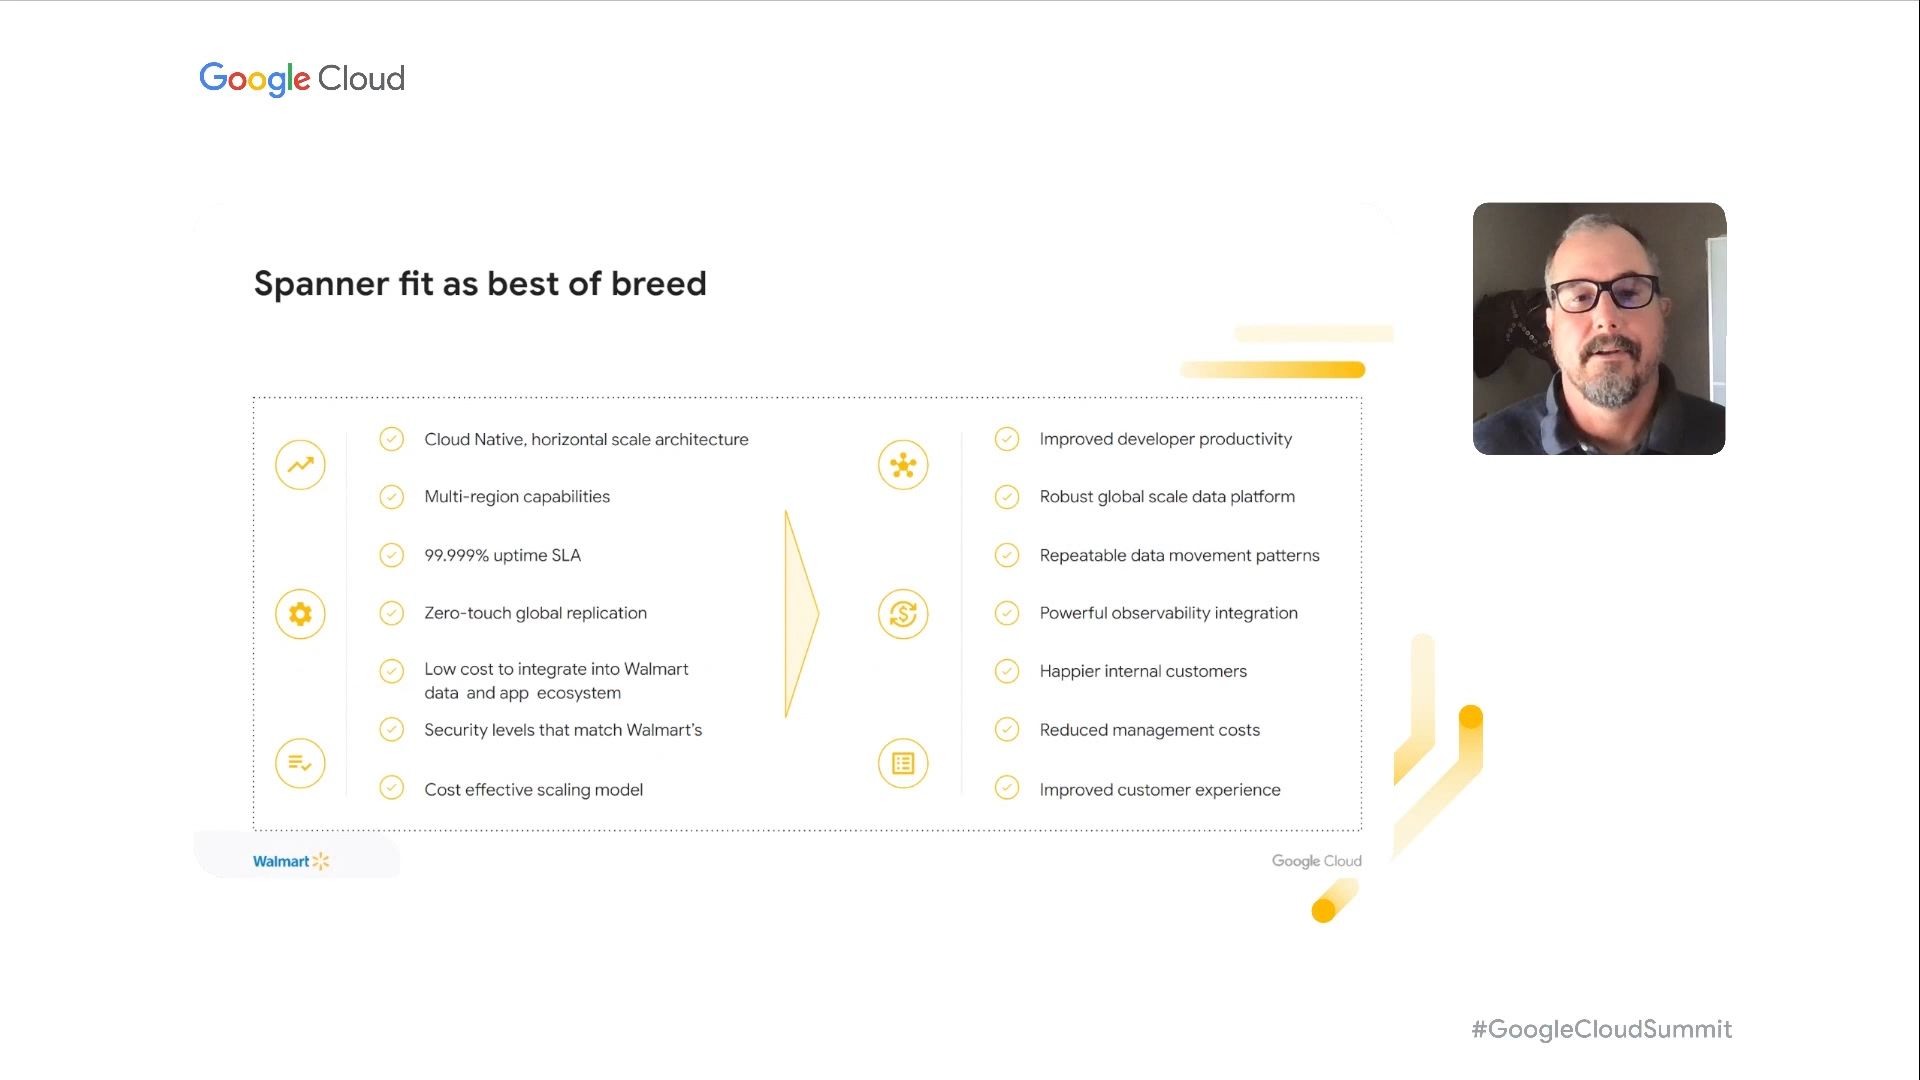 Google Cloud
Spanner fit as best of breed
Cloud Native, horizontal scale architecture
Multi-region capabilities
99.999% uptime SLA
Zero-touch global replication
Low cost to integrate into Walmart
data and app ecosystem
Security levels that match Walmart's
Cost effective scaling model
Improved developer productivity
Robust global scale data platform
Repeatable data movement patterns
Powerful observability integration
Happier internal customers
Reduced management costs
Improved customer experience
Walmart
Google Cloud
#GoogleCloudSummit